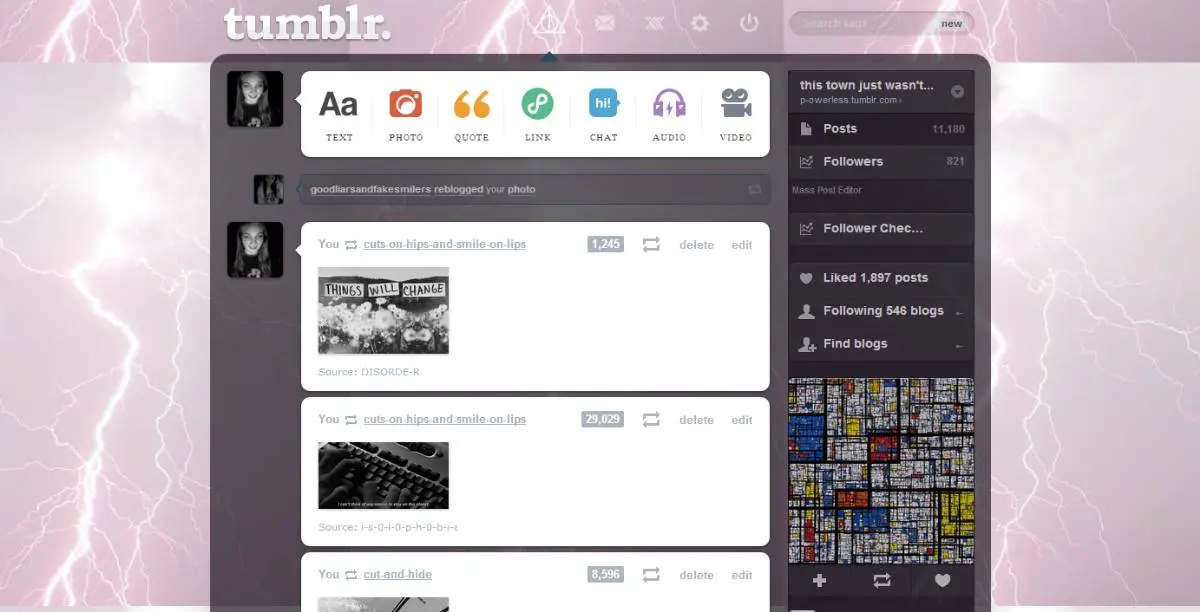 tumblr.
Search tags
new
Aa
hi!
TEXT PHOTO QUOTE LINK CHAT AUDIO VIDEO
goodliarsandfakesmilers reblogged your photo
You cuts-on-hips-and-smile-on-lips 1,245 delete edit
THINGS WILL CHANGE
Source: DISORDE-R
You cuts-on-hips-and-smile-on-lips 29,029 delete edit
Source: i-s-0-l-0-p-h-0-b-i-a
You cut-and-hide 8,596 delete edit
this town just wasn't...
p-owerless.tumblr.com
Posts 11,180
Followers 821
Mass Post Editor
Follower Chec...
Liked 1,897 posts
Following 546 blogs
Find blogs